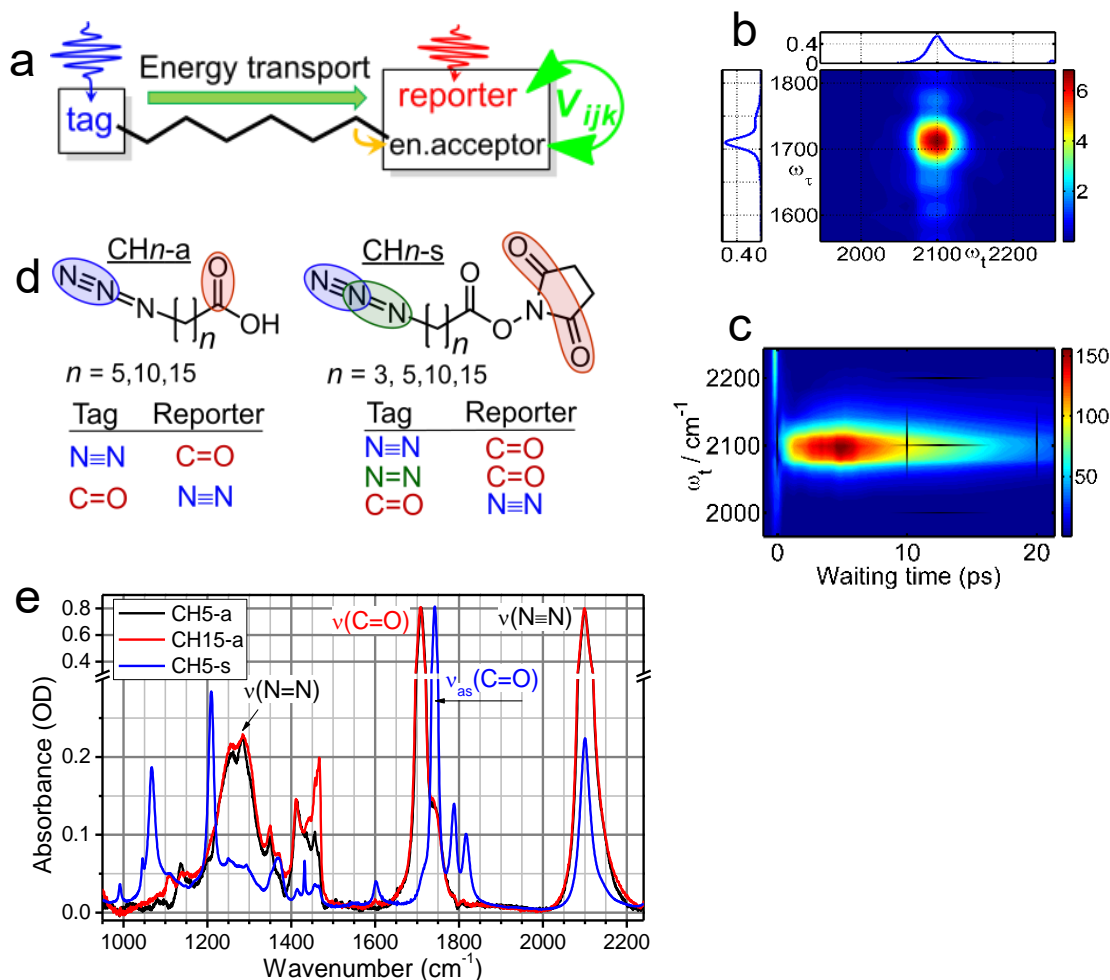 a
Energy transport
tag
reporter
en.acceptor
V_ijk
b
0.4
0
1800
1700
ω_τ
1600
0.4 0
2000
2100 ω_t 2200
6
4
2
c
2200
2100
2000
ω_t / cm⁻¹
0
10
20
Waiting time (ps)
150
100
50
d
CHn-a
N≡N=N
O
OH
n
n = 5,10,15
Tag Reporter
N≡N C=O
C=O N≡N
CHn-s
N≡N=N
O
O
N
O
O
n
n = 3, 5,10,15
Tag Reporter
N≡N C=O
N=N C=O
C=O N≡N
e
CH5-a
CH15-a
CH5-s
ν(C=O)
ν(N≡N)
ν_as(C=O)
ν(N=N)
0.8
0.6
0.4
0.2
0.1
0.0
Absorbance (OD)
1000 1200 1400 1600 1800 2000 2200
Wavenumber (cm⁻¹)